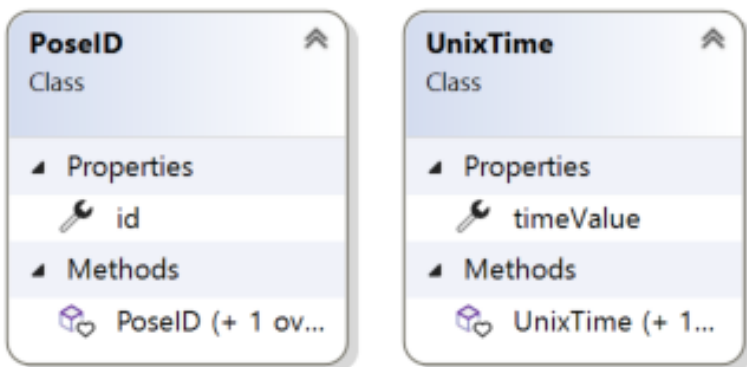 PoseID
Class
Properties
id
Methods
PoseID (+ 1 ov...
UnixTime
Class
Properties
timeValue
Methods
UnixTime (+ 1...